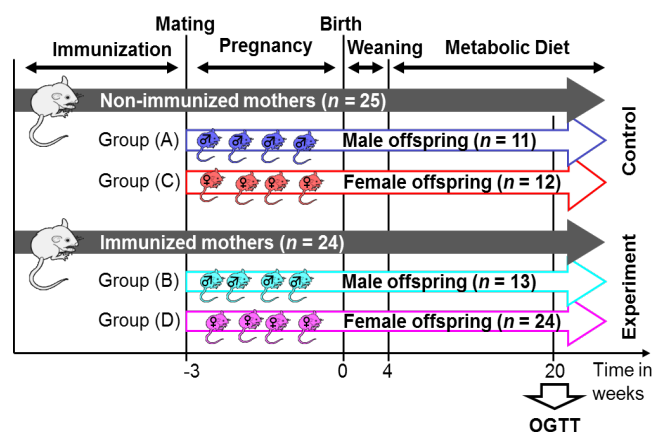 Mating Birth
Immunization Pregnancy Weaning Metabolic Diet
Non-immunized mothers (n = 25)
Group (A) ♂ ♂ ♂ ♂ Male offspring (n = 11)
Group (C) ♀ ♀ ♀ ♀ Female offspring (n = 12)
Control
Immunized mothers (n = 24)
Group (B) ♂ ♂ ♂ ♂ Male offspring (n = 13)
Group (D) ♀ ♀ ♀ ♀ Female offspring (n = 24)
Experiment
-3 0 4 20 Time in
weeks
OGTT